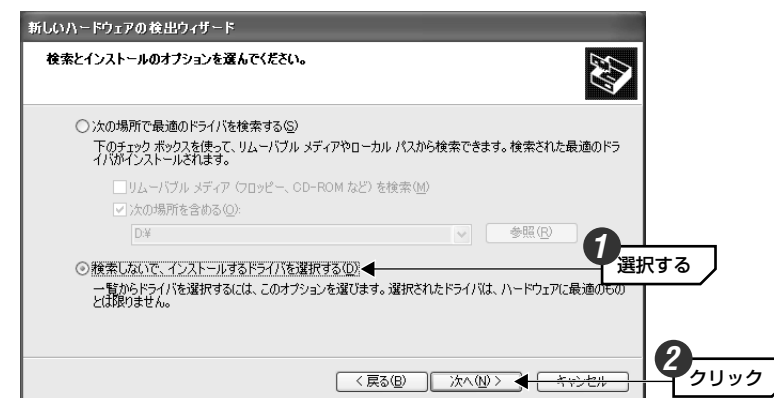 新しいハードウェアの検出ウィザード
検索とインストールのオプションを選んでください。
次の場所で最適のドライバを検索する(S)
下のチェック ボックスを使って、リムーバブル メディアやローカル パスから検索できます。検索された最適のドラ
イバがインストールされます。
リムーバブル メディア (フロッピー、CD-ROM など) を検索(M)
次の場所を含める(O):
D:¥
参照(R)
1
選択する
検索しないで、インストールするドライバを選択する(D)
一覧からドライバを選択するには、このオプションを選びます。選択されたドライバは、ハードウェアに最適のもの
とは限りません。
2
クリック
< 戻る(B)
次へ(N) >
キャンセル